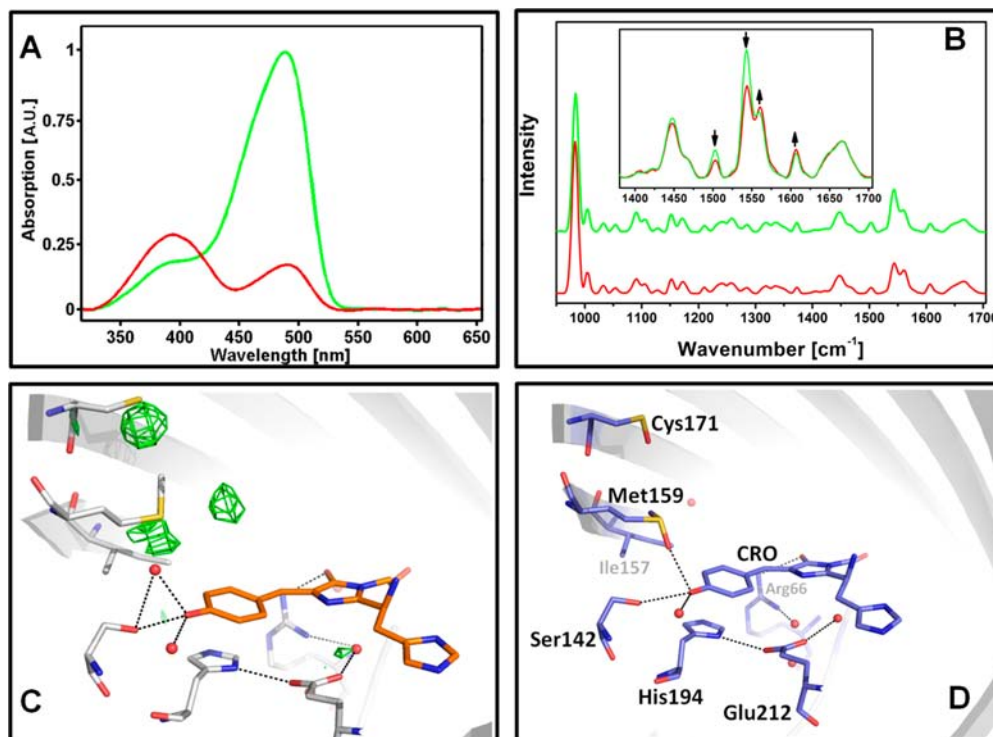 A
Absorption [A.U.]
1
0.75
0.5
0.25
0
350 400 450 500 550 600 650
Wavelength [nm]
B
Intensity
1400 1450 1500 1550 1600 1650 1700
1000 1100 1200 1300 1400 1500 1600 1700
Wavenumber [cm⁻¹]
C
D
Cys171
Met159
CRO
Ile157
Arg66
Ser142
His194
Glu212